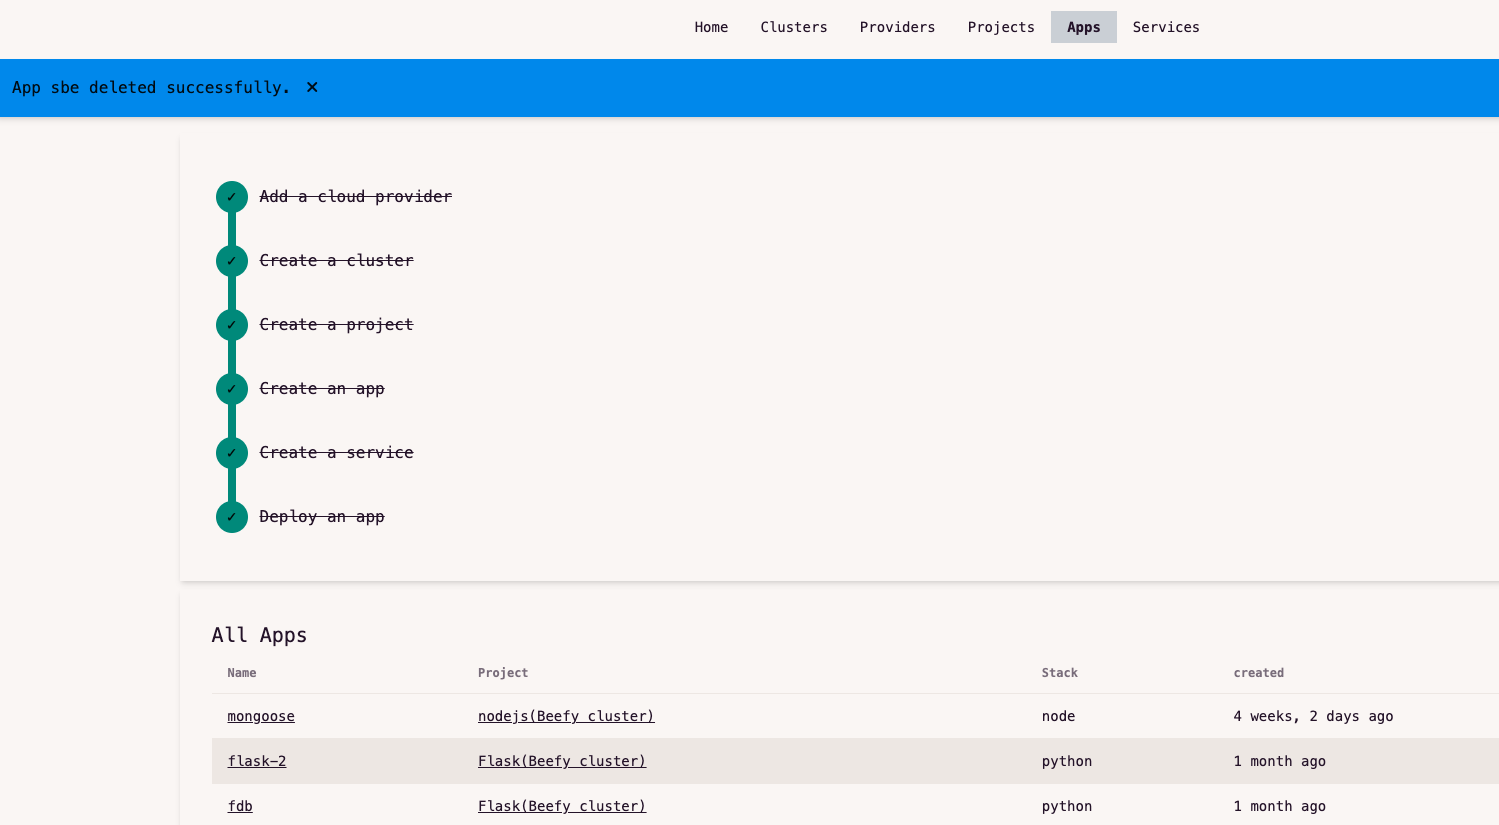 Home Clusters Providers Projects Apps Services
App sbe deleted successfully. ✕
✓ Add a cloud provider
✓ Create a cluster
✓ Create a project
✓ Create an app
✓ Create a service
✓ Deploy an app
All Apps
Name Project Stack created
mongoose nodejs(Beefy cluster) node 4 weeks, 2 days ago
flask-2 Flask(Beefy cluster) python 1 month ago
fdb Flask(Beefy cluster) python 1 month ago